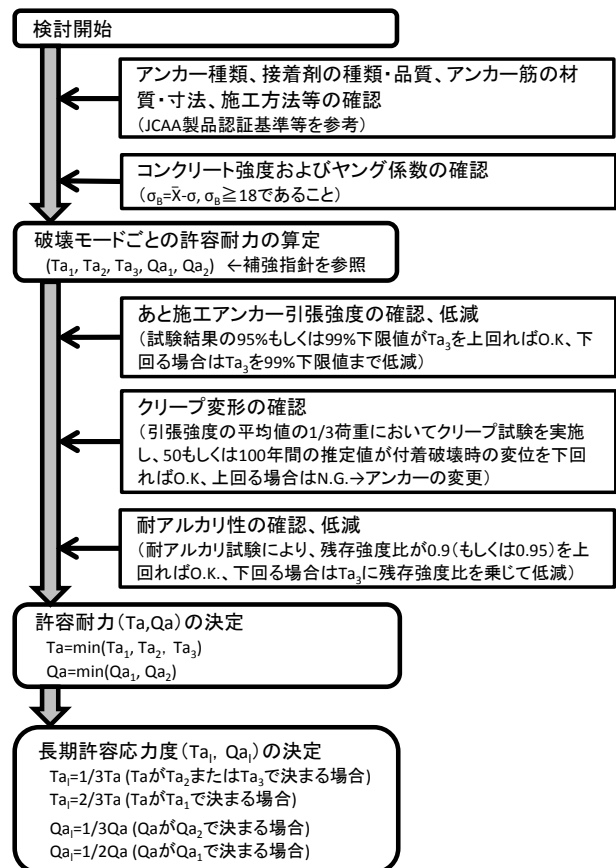 検討開始
アンカー種類、接着剤の種類・品質、アンカー筋の材
質・寸法、施工方法等の確認
(JCAA製品認証基準等を参考)
コンクリート強度およびヤング係数の確認
(σB=X̄-σ, σB≧18であること)
破壊モードごとの許容耐力の算定
(Ta1, Ta2, Ta3, Qa1, Qa2) ←補強指針を参照
あと施工アンカー引張強度の確認、低減
(試験結果の95%もしくは99%下限値がTa3を上回ればO.K、下
回る場合はTa3を99%下限値まで低減)
クリープ変形の確認
(引張強度の平均値の1/3荷重においてクリープ試験を実施
し、50もしくは100年間の推定値が付着破壊時の変位を下回
ればO.K、上回る場合はN.G.→アンカーの変更)
耐アルカリ性の確認、低減
(耐アルカリ試験により、残存強度比が0.9(もしくは0.95)を上
回ればO.K.、下回る場合はTa3に残存強度比を乗じて低減)
許容耐力(Ta,Qa)の決定
Ta=min(Ta1, Ta2, Ta3)
Qa=min(Qa1, Qa2)
長期許容応力度(Tal, Qal)の決定
Tal=1/3Ta (TaがTa2またはTa3で決まる場合)
Tal=2/3Ta (TaがTa1で決まる場合)
Qal=1/3Qa (QaがQa2で決まる場合)
Qal=1/2Qa (QaがQa1で決まる場合)